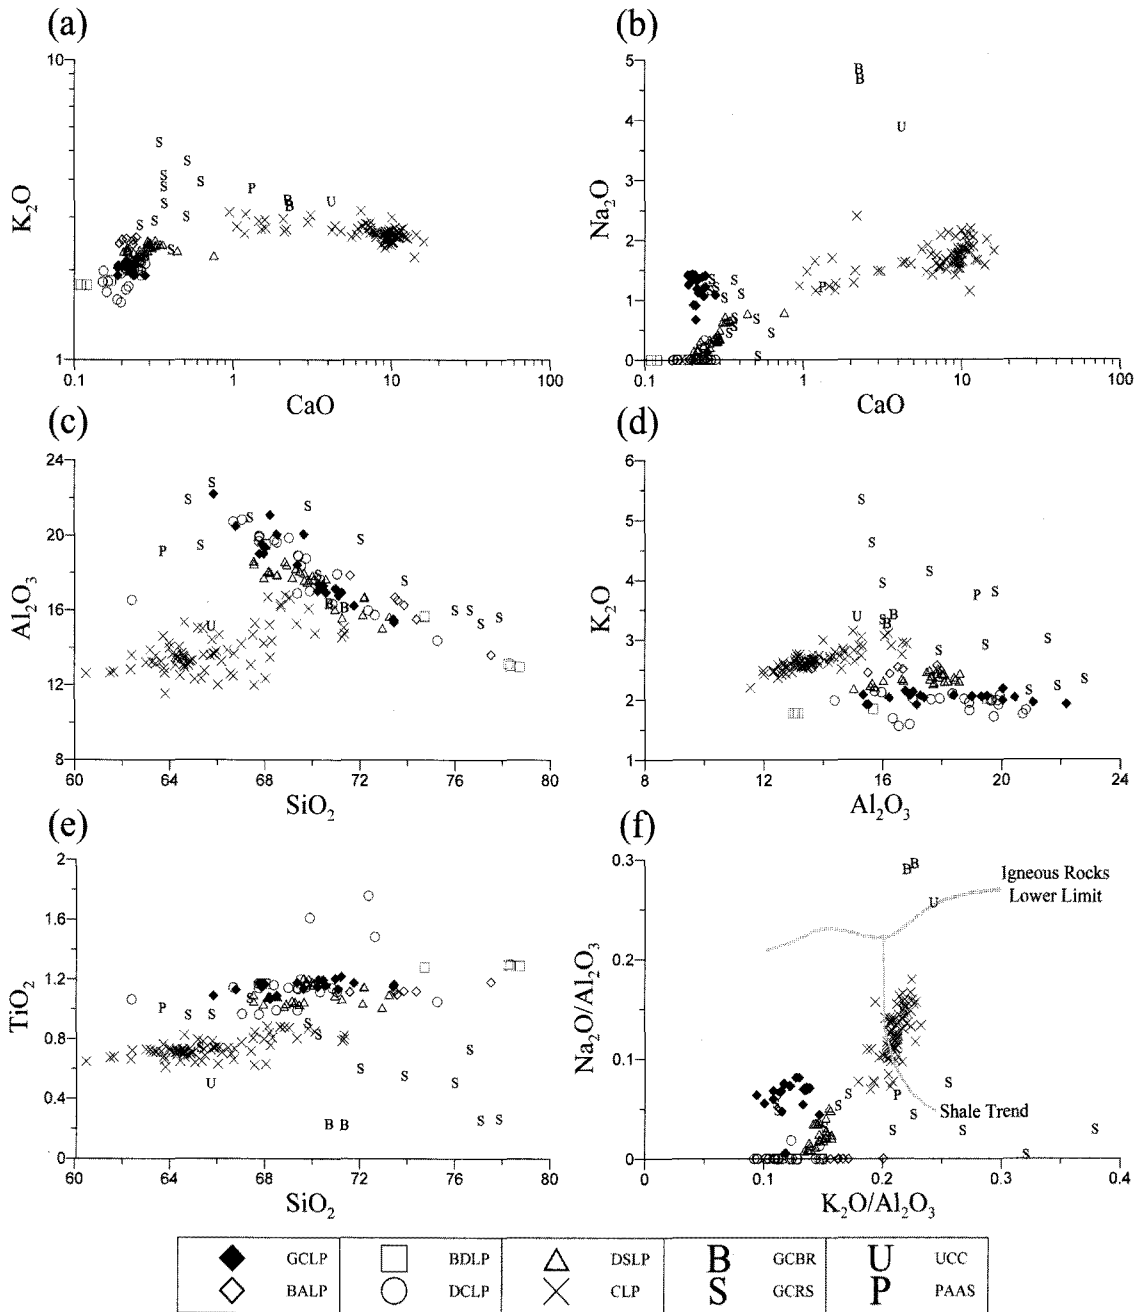 (a)
(b)
10
1
K₂O
0.1 1 10 100
CaO
5
4
3
2
1
0
Na₂O
0.1 1 10 100
CaO
S S S S S S S S S S S P B B U
B B U P S S S S S S S S S S
(c)
(d)
24
20
16
12
8
Al₂O₃
60 64 68 72 76 80
SiO₂
6
5
4
3
2
1
K₂O
8 12 16 20 24
Al₂O₃
(e)
(f)
2
1.6
1.2
0.8
0.4
0
TiO₂
60 64 68 72 76 80
SiO₂
0.3
0.2
0.1
0
Na₂O/Al₂O₃
0 0.1 0.2 0.3 0.4
K₂O/Al₂O₃
Igneous Rocks
Lower Limit
Shale Trend
GCLP BDLP DSLP B GCBR U UCC
BALP DCLP CLP S GCRS P PAAS